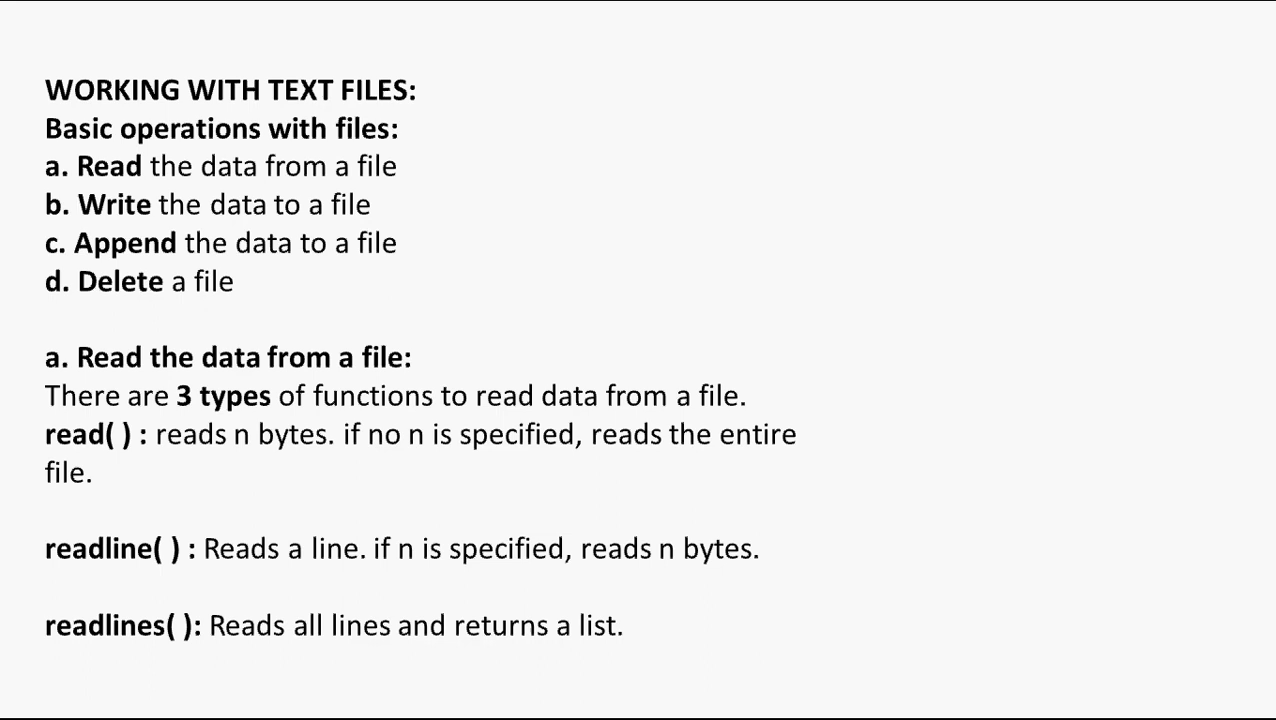 WORKING WITH TEXT FILES:
Basic operations with files:
a. Read the data from a file
b. Write the data to a file
c. Append the data to a file
d. Delete a file
a. Read the data from a file:
There are 3 types of functions to read data from a file.
read( ) : reads n bytes. if no n is specified, reads the entire
file.
readline( ) : Reads a line. if n is specified, reads n bytes.
readlines( ): Reads all lines and returns a list.